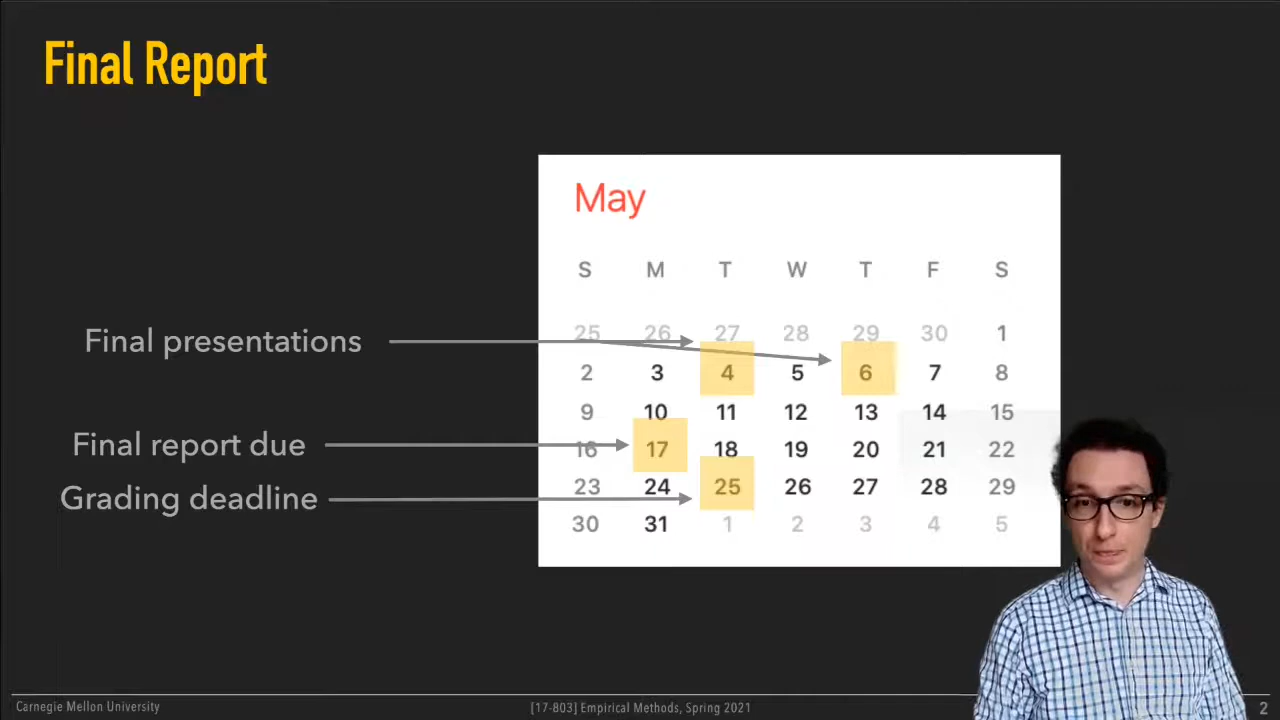 Final Report
May
S M T W T F S
25 26 27 28 29 30 1
Final presentations
2 3 4 5 6 7 8
9 10 11 12 13 14 15
Final report due
16 17 18 19 20 21 22
Grading deadline
23 24 25 26 27 28 29
30 31 1 2 3 4 5
Carnegie Mellon University
[17-803] Empirical Methods, Spring 2021
2